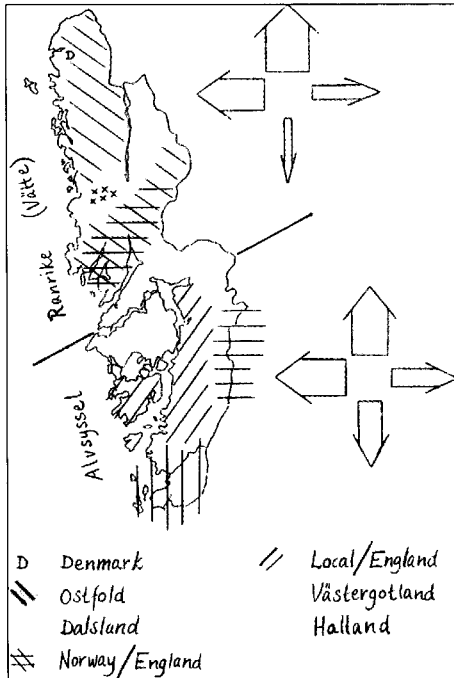 D
(Vätte)
Ranrike
Alvsyssel
D Denmark
Ostfold
Dalsland
Norway/England
Local/England
Västergotland
Halland